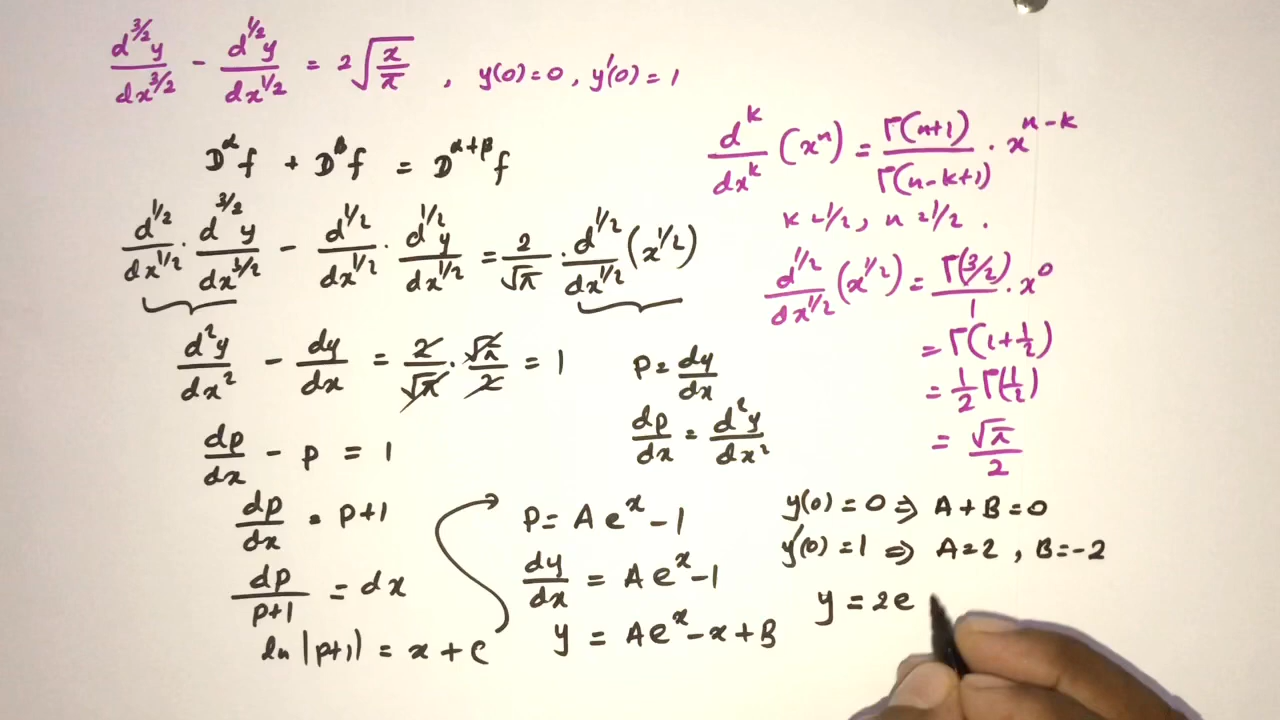 d^{3/2}y/dx^{3/2} - d^{1/2}y/dx^{1/2} = 2√(x/π) , y(0)=0, y'(0)=1
D^α f + D^β f = D^{α+β} f
d^{1/2}/dx^{1/2} · d^{3/2}y/dx^{3/2} - d^{1/2}/dx^{1/2} · d^{1/2}y/dx^{1/2} = 2/√π · d^{1/2}/dx^{1/2} (x^{1/2})
d²y/dx² - dy/dx = 2/√π · √π/2 = 1
dp/dx - p = 1
dp/dx = p+1
dp/(p+1) = dx
ln |p+1| = x + c
P = dy/dx
dp/dx = d²y/dx²
P = A e^x - 1
dy/dx = A e^x - 1
y = A e^x - x + B
d^k/dx^k (x^n) = Γ(n+1)/Γ(n-k+1) · x^{n-k}
k = 1/2, n = 1/2 .
d^{1/2}/dx^{1/2} (x^{1/2}) = Γ(3/2)/1 · x^0
= Γ(1+1/2)
= 1/2 Γ(1/2)
= √π/2
y(0) = 0 ⇒ A + B = 0
y'(0) = 1 ⇒ A = 2 , B = -2
y = 2e